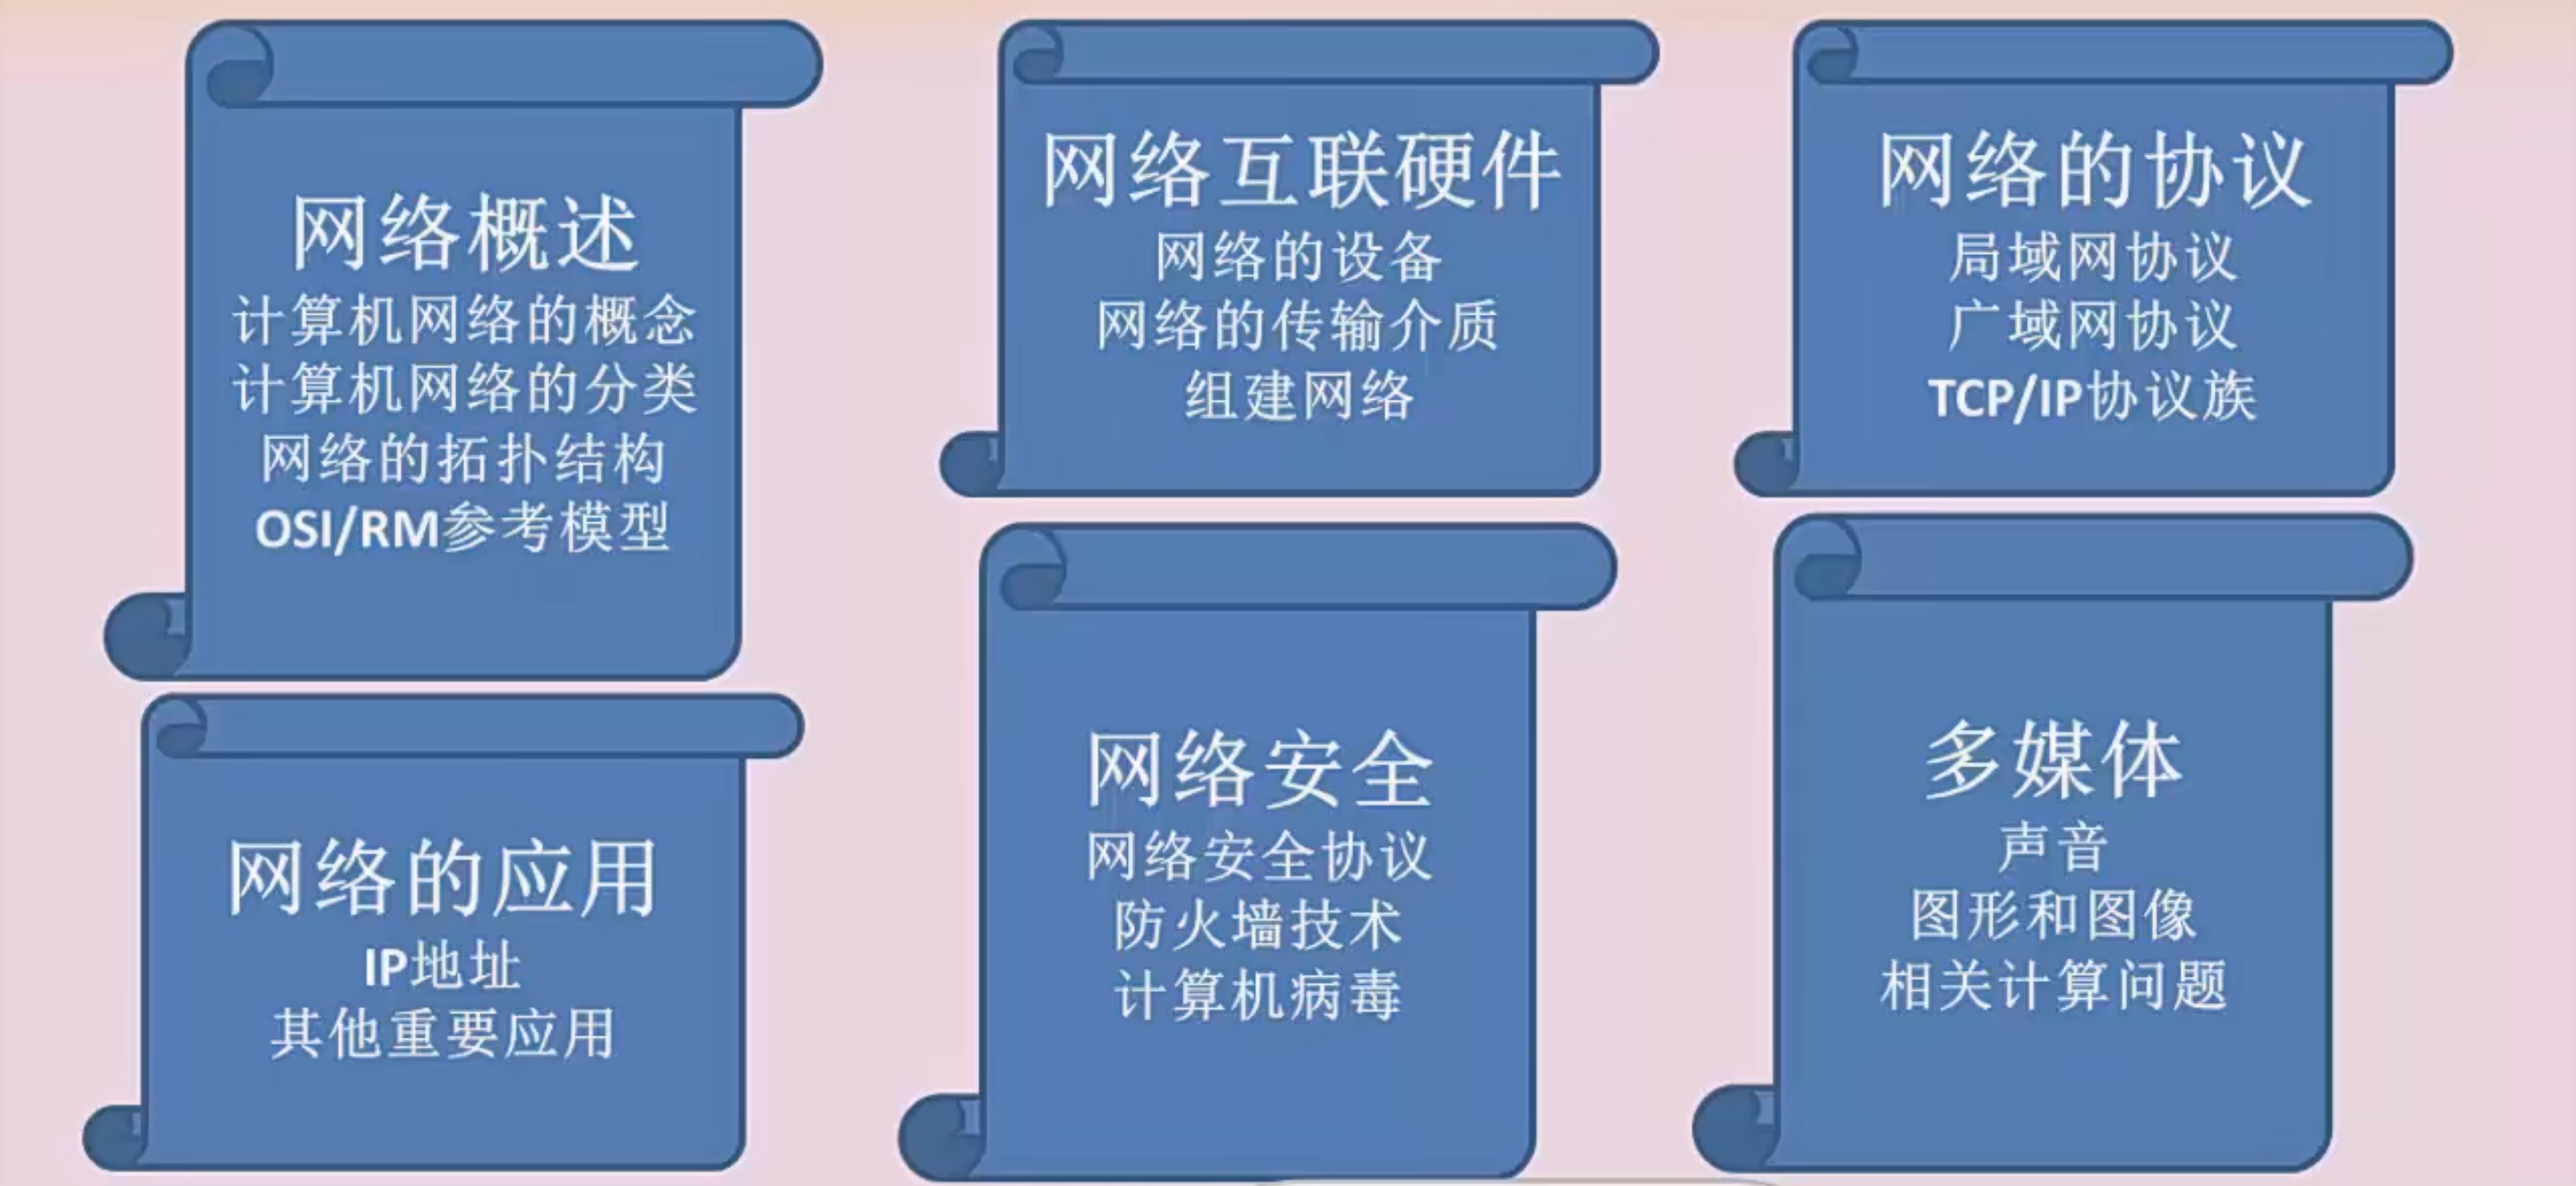 网络概述
计算机网络的概念
计算机网络的分类
网络的拓扑结构
OSI/RM参考模型
网络互联硬件
网络的设备
网络的传输介质
组建网络
网络的协议
局域网协议
广域网协议
TCP/IP协议族
网络的应用
IP地址
其他重要应用
网络安全
网络安全协议
防火墙技术
计算机病毒
多媒体
声音
图形和图像
相关计算问题